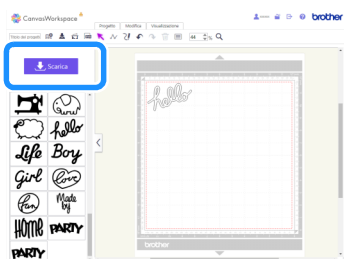 CanvasWorkspace
brother
Progetto Modifica Visualizzazione
44 %
Scarica
hello
hello
Life Boy
Girl Love
Fun Made by
HOME PARTY
PARTY
brother